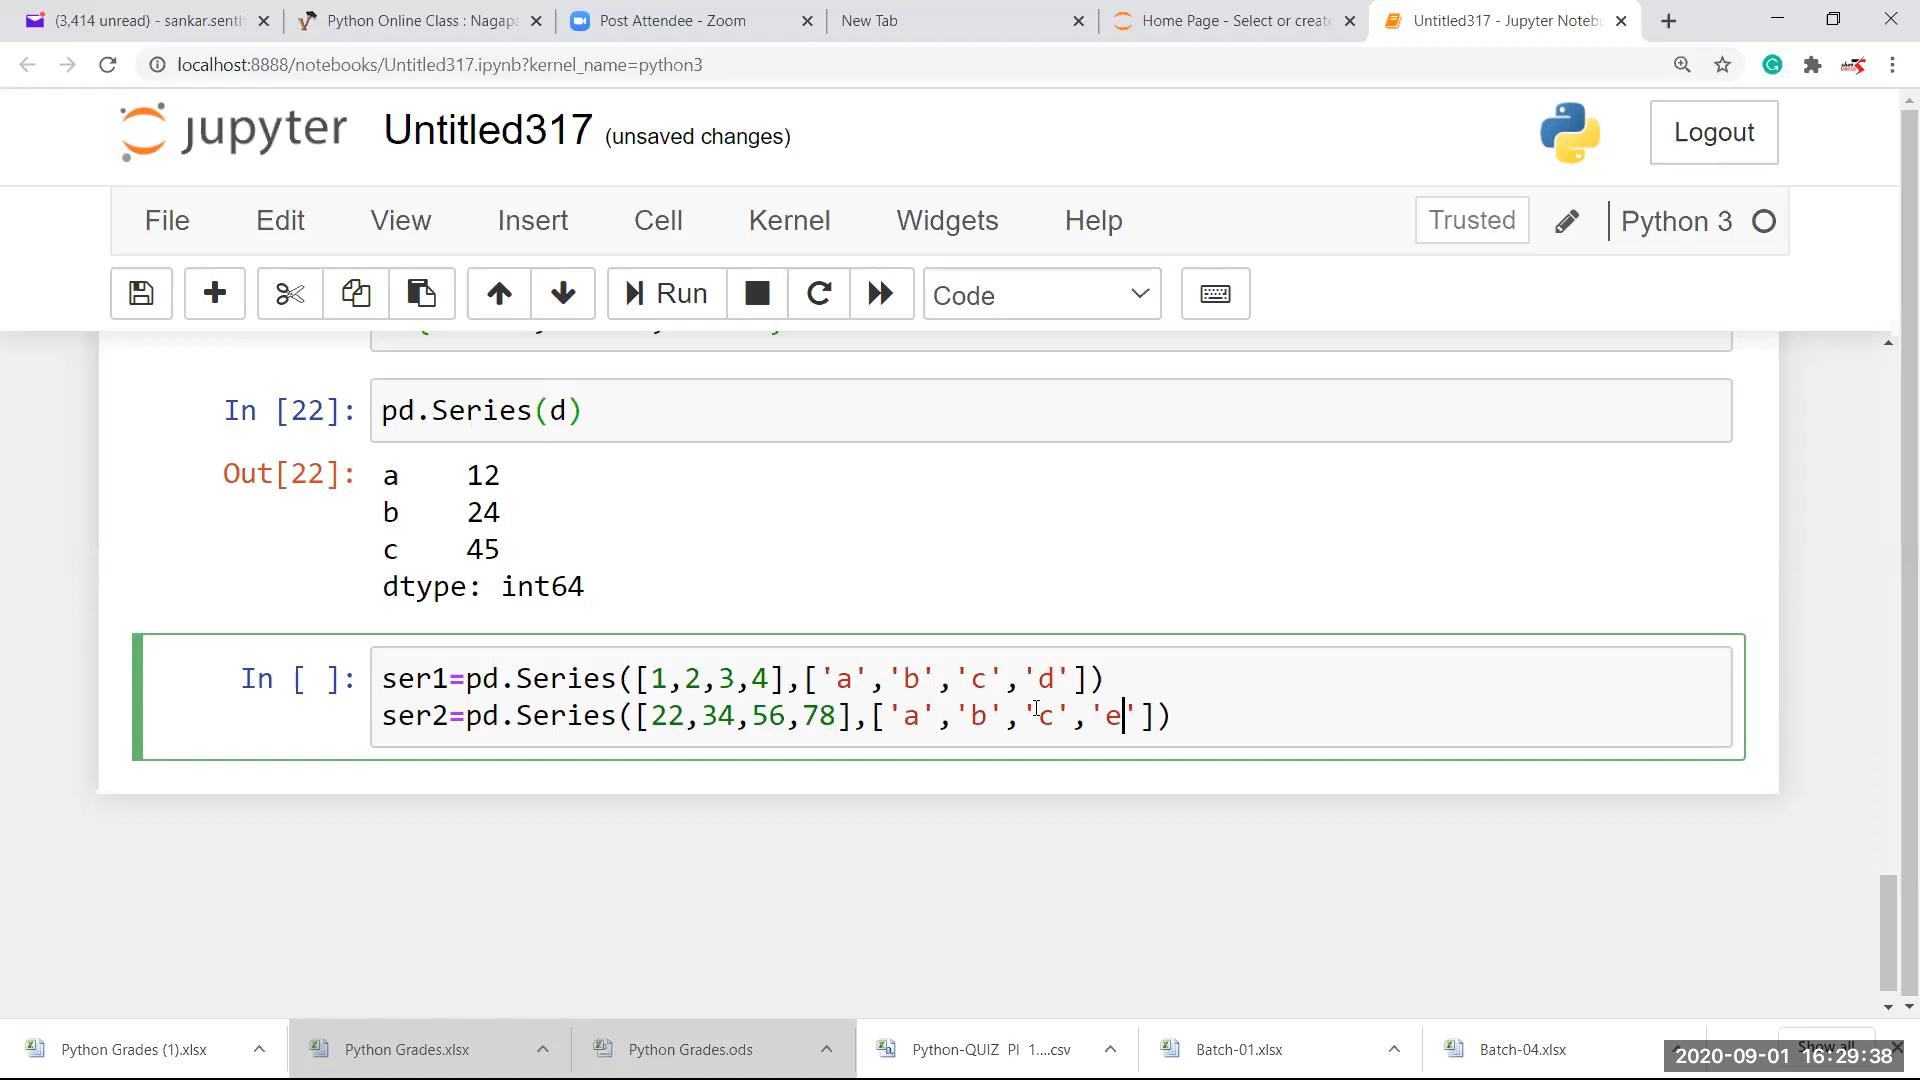 (3,414 unread) - sankar.senth
Python Online Class : Nagapa
Post Attendee - Zoom
New Tab
Home Page - Select or create
Untitled317 - Jupyter Notebo
localhost:8888/notebooks/Untitled317.ipynb?kernel_name=python3
jupyter Untitled317 (unsaved changes)
Logout
File Edit View Insert Cell Kernel Widgets Help
Trusted Python 3
Run Code
In [22]: pd.Series(d)
Out[22]: a 12
b 24
c 45
dtype: int64
In [ ]: ser1=pd.Series([1,2,3,4],['a','b','c','d'])
ser2=pd.Series([22,34,56,78],['a','b','c','e'])
Python Grades (1).xlsx
Python Grades.xlsx
Python Grades.ods
Python-QUIZ PI 1....csv
Batch-01.xlsx
Batch-04.xlsx
Show all
2020-09-01 16:29:38